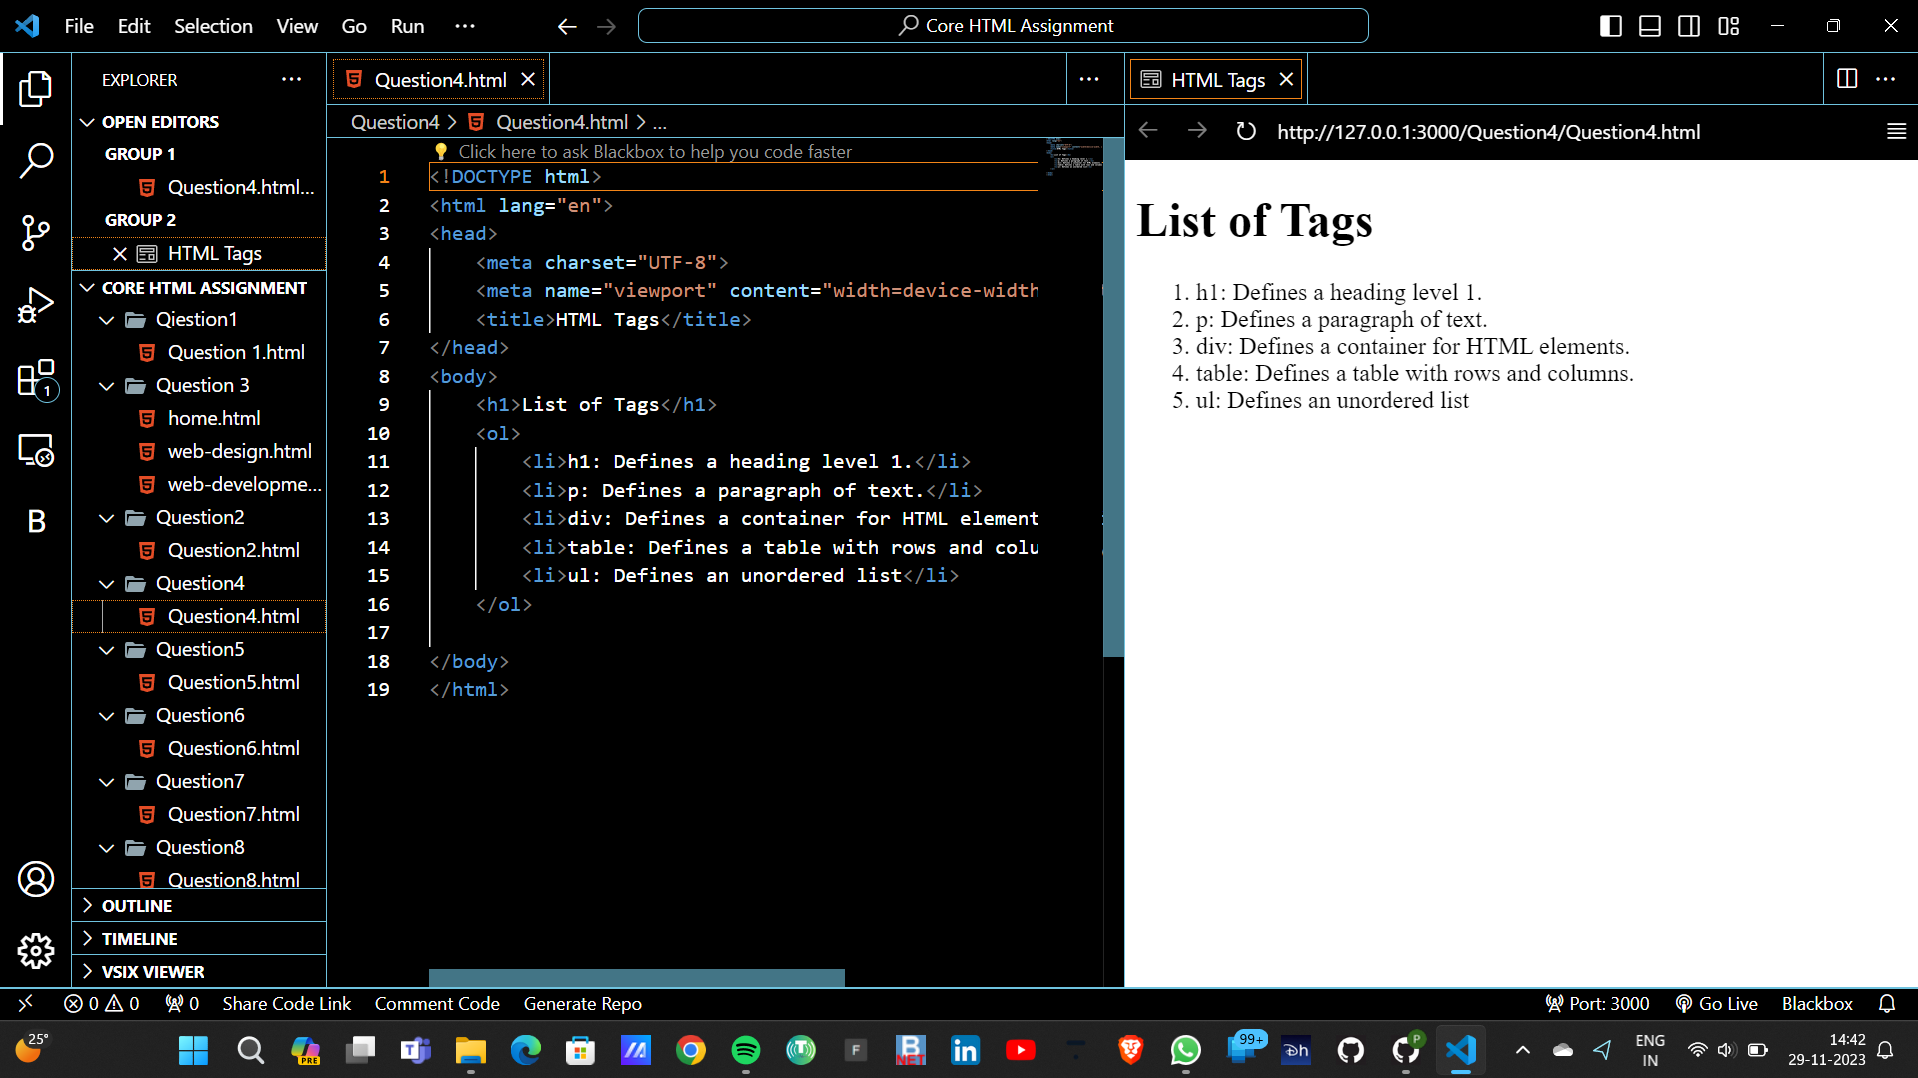 File Edit Selection View Go Run ···
Core HTML Assignment
EXPLORER ···
OPEN EDITORS
GROUP 1
Question4.html...
GROUP 2
HTML Tags
CORE HTML ASSIGNMENT
Qiestion1
Question 1.html
Question 3
home.html
web-design.html
web-developme...
Question2
Question2.html
Question4
Question4.html
Question5
Question5.html
Question6
Question6.html
Question7
Question7.html
Question8
Question8.html
OUTLINE
TIMELINE
VSIX VIEWER
1
B
Question4.html
Question4 > Question4.html > ...
Click here to ask Blackbox to help you code faster
1 <!DOCTYPE html>
2 <html lang="en">
3 <head>
4 <meta charset="UTF-8">
5 <meta name="viewport" content="width=device-width
6 <title>HTML Tags</title>
7 </head>
8 <body>
9 <h1>List of Tags</h1>
10 <ol>
11 <li>h1: Defines a heading level 1.</li>
12 <li>p: Defines a paragraph of text.</li>
13 <li>div: Defines a container for HTML element
14 <li>table: Defines a table with rows and colu
15 <li>ul: Defines an unordered list</li>
16 </ol>
17
18 </body>
19 </html>
HTML Tags
http://127.0.0.1:3000/Question4/Question4.html
List of Tags
1. h1: Defines a heading level 1.
2. p: Defines a paragraph of text.
3. div: Defines a container for HTML elements.
4. table: Defines a table with rows and columns.
5. ul: Defines an unordered list
0 0 0 Share Code Link Comment Code Generate Repo
Port: 3000 Go Live Blackbox
25°
PRE
F
B
NET
in
99+
Dh
P
ENG
IN
14:42
29-11-2023